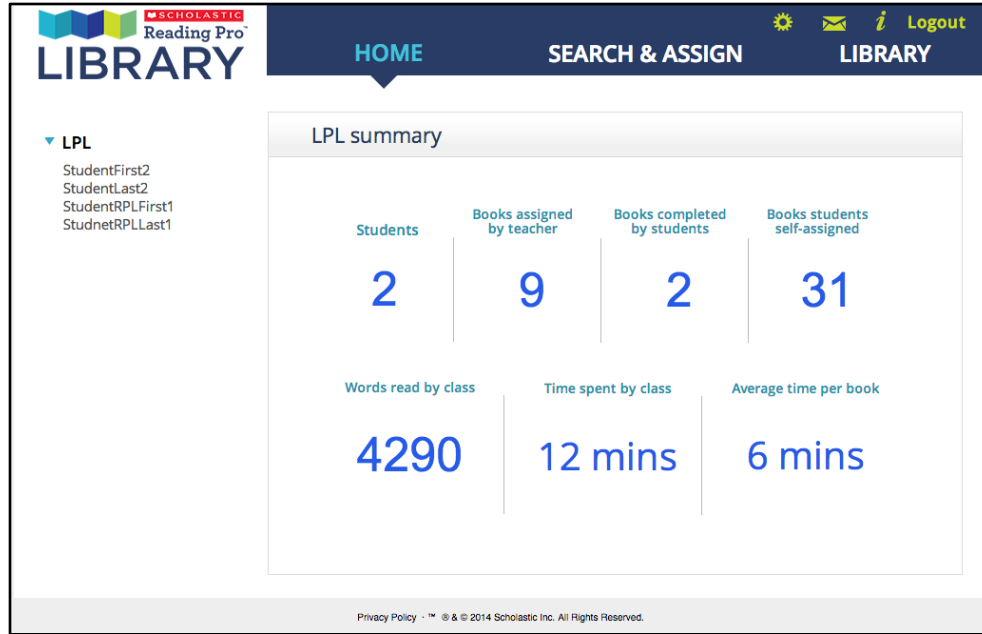 SCHOLASTIC
Reading Pro™
LIBRARY
Logout
HOME SEARCH & ASSIGN LIBRARY
LPL
StudentFirst2
StudentLast2
StudentRPLFirst1
StudnetRPLLast1
LPL summary
Students
2
Books assigned
by teacher
9
Books completed
by students
2
Books students
self-assigned
31
Words read by class
4290
Time spent by class
12 mins
Average time per book
6 mins
Privacy Policy · ™ ® & © 2014 Scholastic Inc. All Rights Reserved.